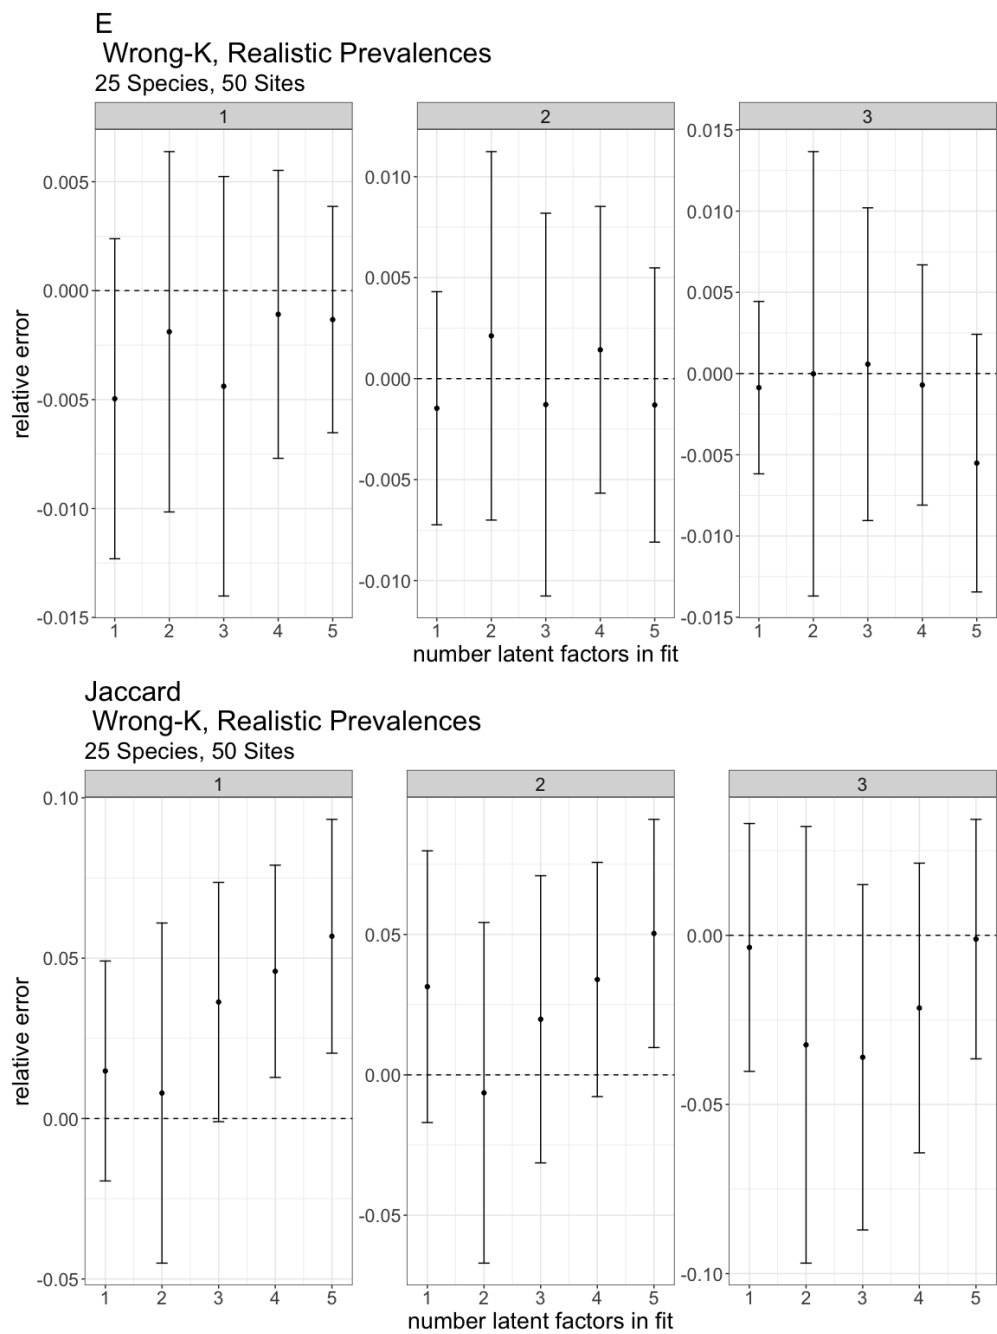 E
Wrong-K, Realistic Prevalences
25 Species, 50 Sites
1
2
3
0.005
0.000
-0.005
-0.010
-0.015
0.010
0.005
0.000
-0.005
-0.010
0.015
0.010
0.005
0.000
-0.005
-0.010
-0.015
relative error
1 2 3 4 5
1 2 3 4 5
1 2 3 4 5
number latent factors in fit
Jaccard
Wrong-K, Realistic Prevalences
25 Species, 50 Sites
1
2
3
0.10
0.05
0.00
-0.05
0.05
0.00
-0.05
0.00
-0.05
-0.10
relative error
1 2 3 4 5
1 2 3 4 5
1 2 3 4 5
number latent factors in fit